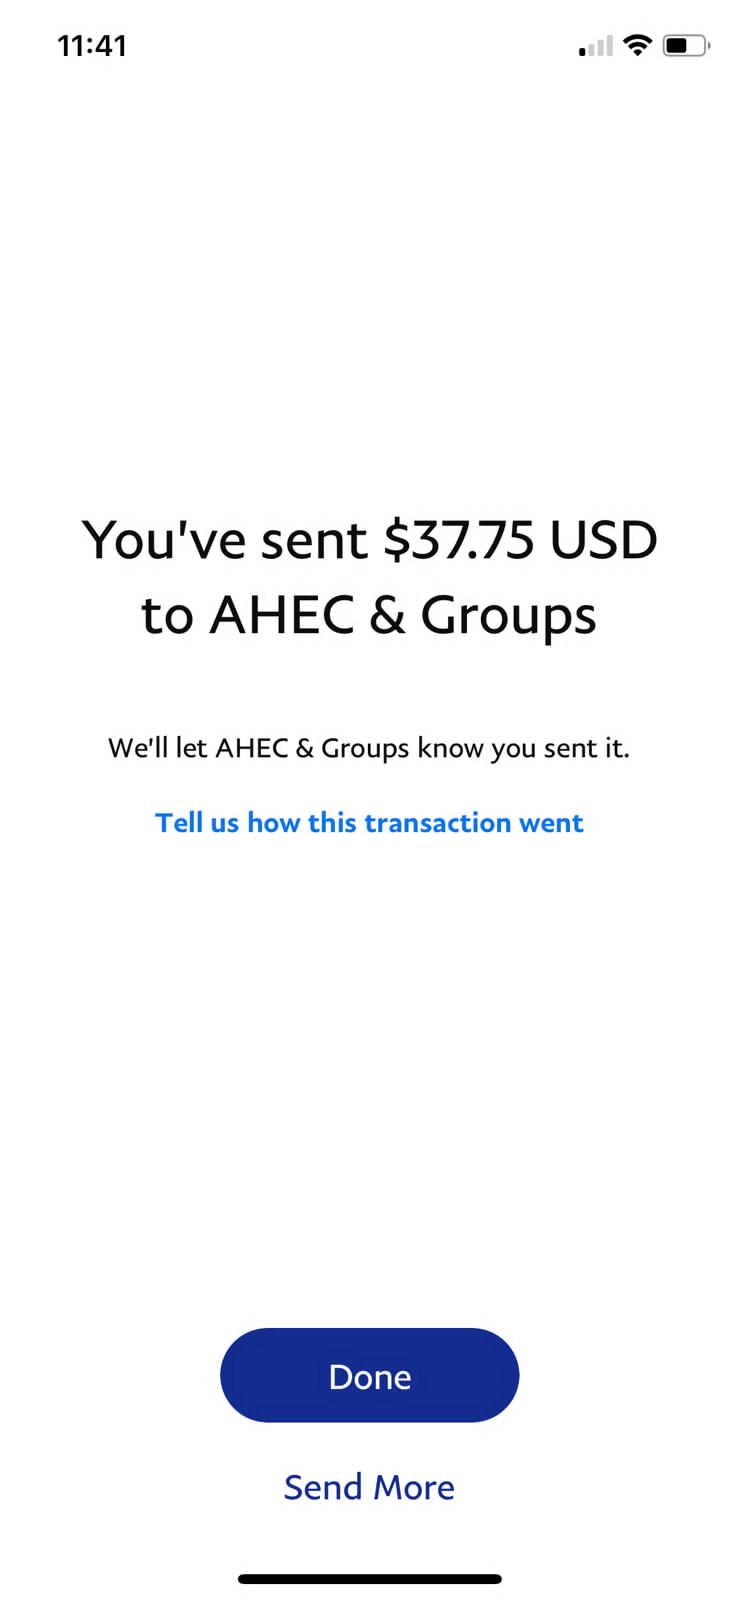 11:41
You've sent $37.75 USD
to AHEC & Groups
We'll let AHEC & Groups know you sent it.
Tell us how this transaction went
Done
Send More